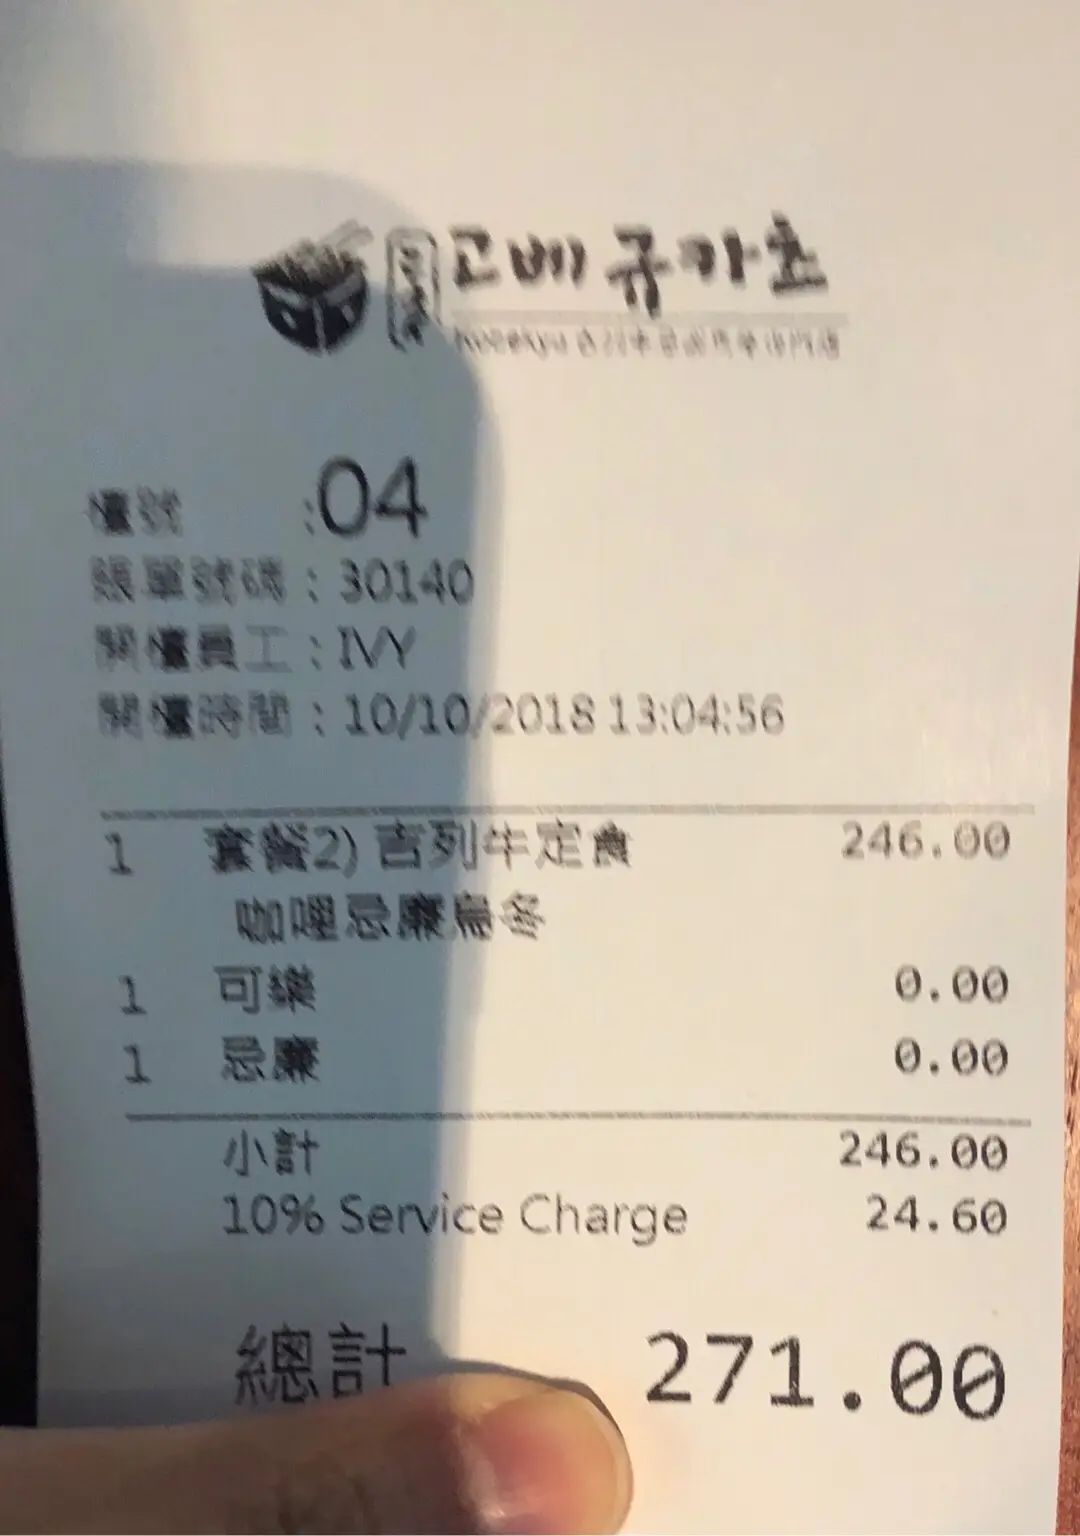 고베 규카츠
檯號 :04
賬單號碼 : 30140
開檯員工 : IVY
開檯時間 : 10/10/2018 13:04:56
1 套餐2) 吉列牛定食 246.00
咖哩忌廉烏冬
1 可樂 0.00
1 忌廉 0.00
小計 246.00
10% Service Charge 24.60
總計 271.00